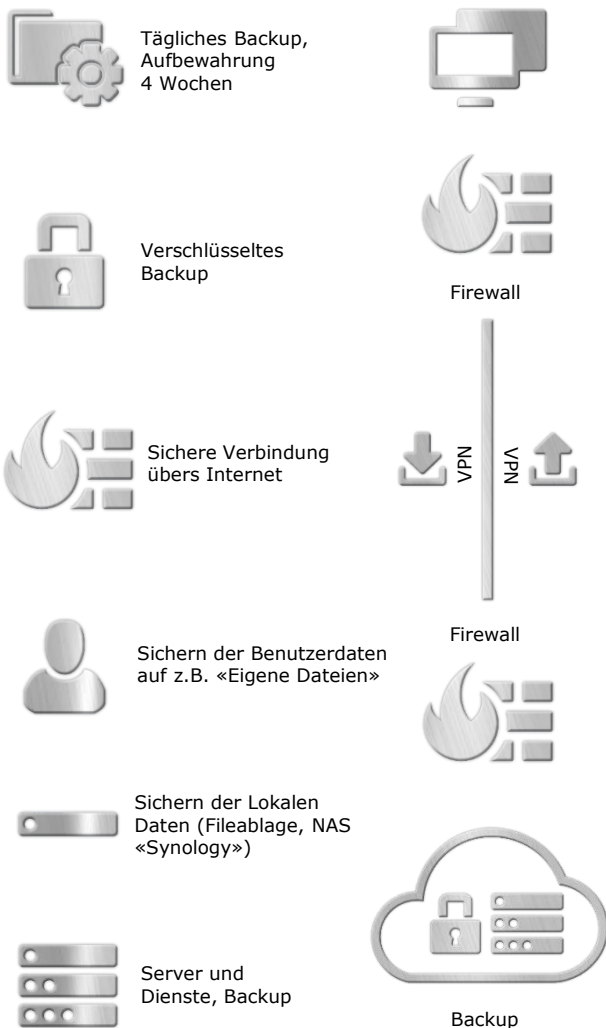 Tägliches Backup,
Aufbewahrung
4 Wochen
Verschlüsseltes
Backup
Sichere Verbindung
übers Internet
Sichern der Benutzerdaten
auf z.B. «Eigene Dateien»
Sichern der Lokalen
Daten (Fileablage, NAS
«Synology»)
Server und
Dienste, Backup
Firewall
VPN
VPN
Firewall
Backup